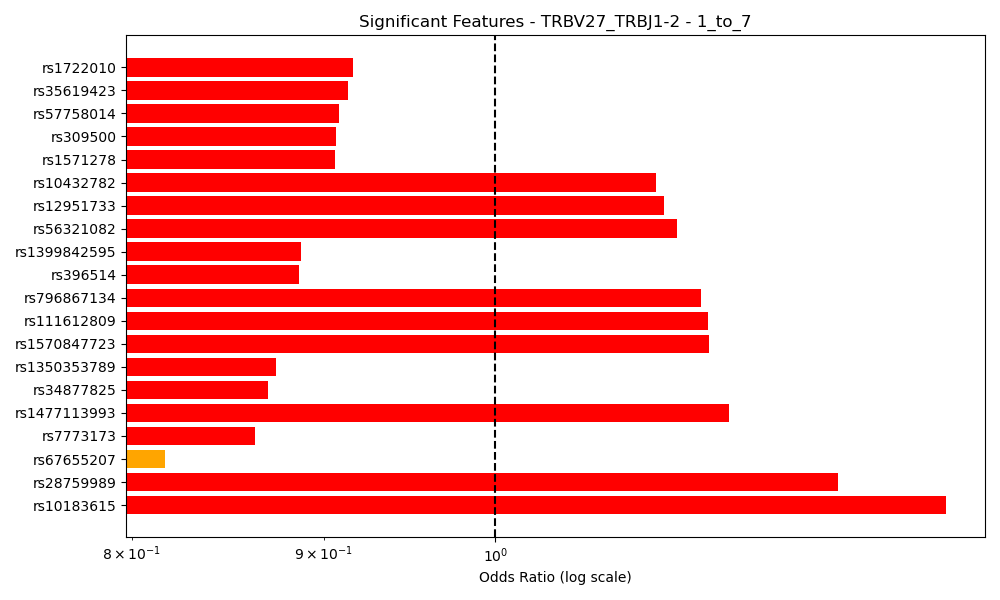 Significant Features - TRBV27_TRBJ1-2 - 1_to_7
rs1722010
rs35619423
rs57758014
rs309500
rs1571278
rs10432782
rs12951733
rs56321082
rs1399842595
rs396514
rs796867134
rs111612809
rs1570847723
rs1350353789
rs34877825
rs1477113993
rs7773173
rs67655207
rs28759989
rs10183615
8 × 10⁻¹ 9 × 10⁻¹ 10⁰
Odds Ratio (log scale)